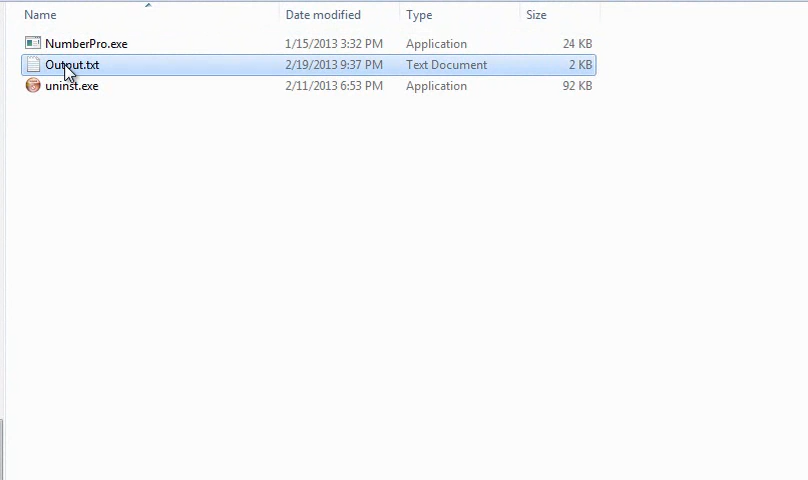 Name Date modified Type Size
NumberPro.exe 1/15/2013 3:32 PM Application 24 KB
Output.txt 2/19/2013 9:37 PM Text Document 2 KB
uninst.exe 2/11/2013 6:53 PM Application 92 KB